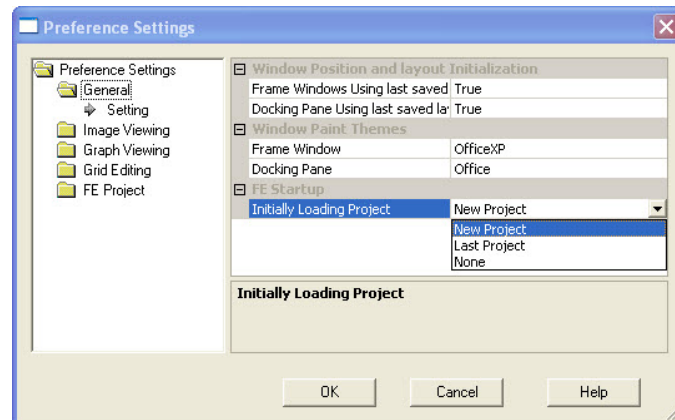 Preference Settings
Preference Settings
General
Setting
Image Viewing
Graph Viewing
Grid Editing
FE Project
Window Position and layout Initialization
Frame Windows Using last saved True
Docking Pane Using last saved la True
Window Paint Themes
Frame Window OfficeXP
Docking Pane Office
FE Startup
Initially Loading Project New Project
New Project
Last Project
None
Initially Loading Project
OK Cancel Help